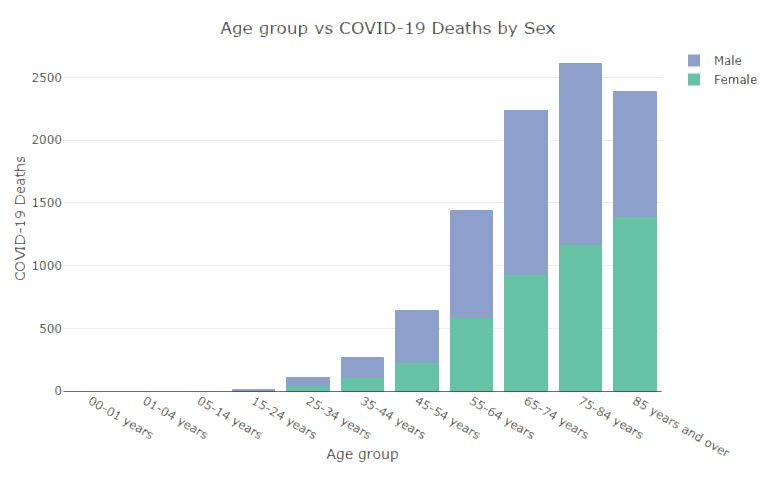 Age group vs COVID-19 Deaths by Sex
Male
Female
COVID-19 Deaths
2500
2000
1500
1000
500
0
00-01 years
01-04 years
05-14 years
15-24 years
25-34 years
35-44 years
45-54 years
55-64 years
65-74 years
75-84 years
85 years and over
Age group